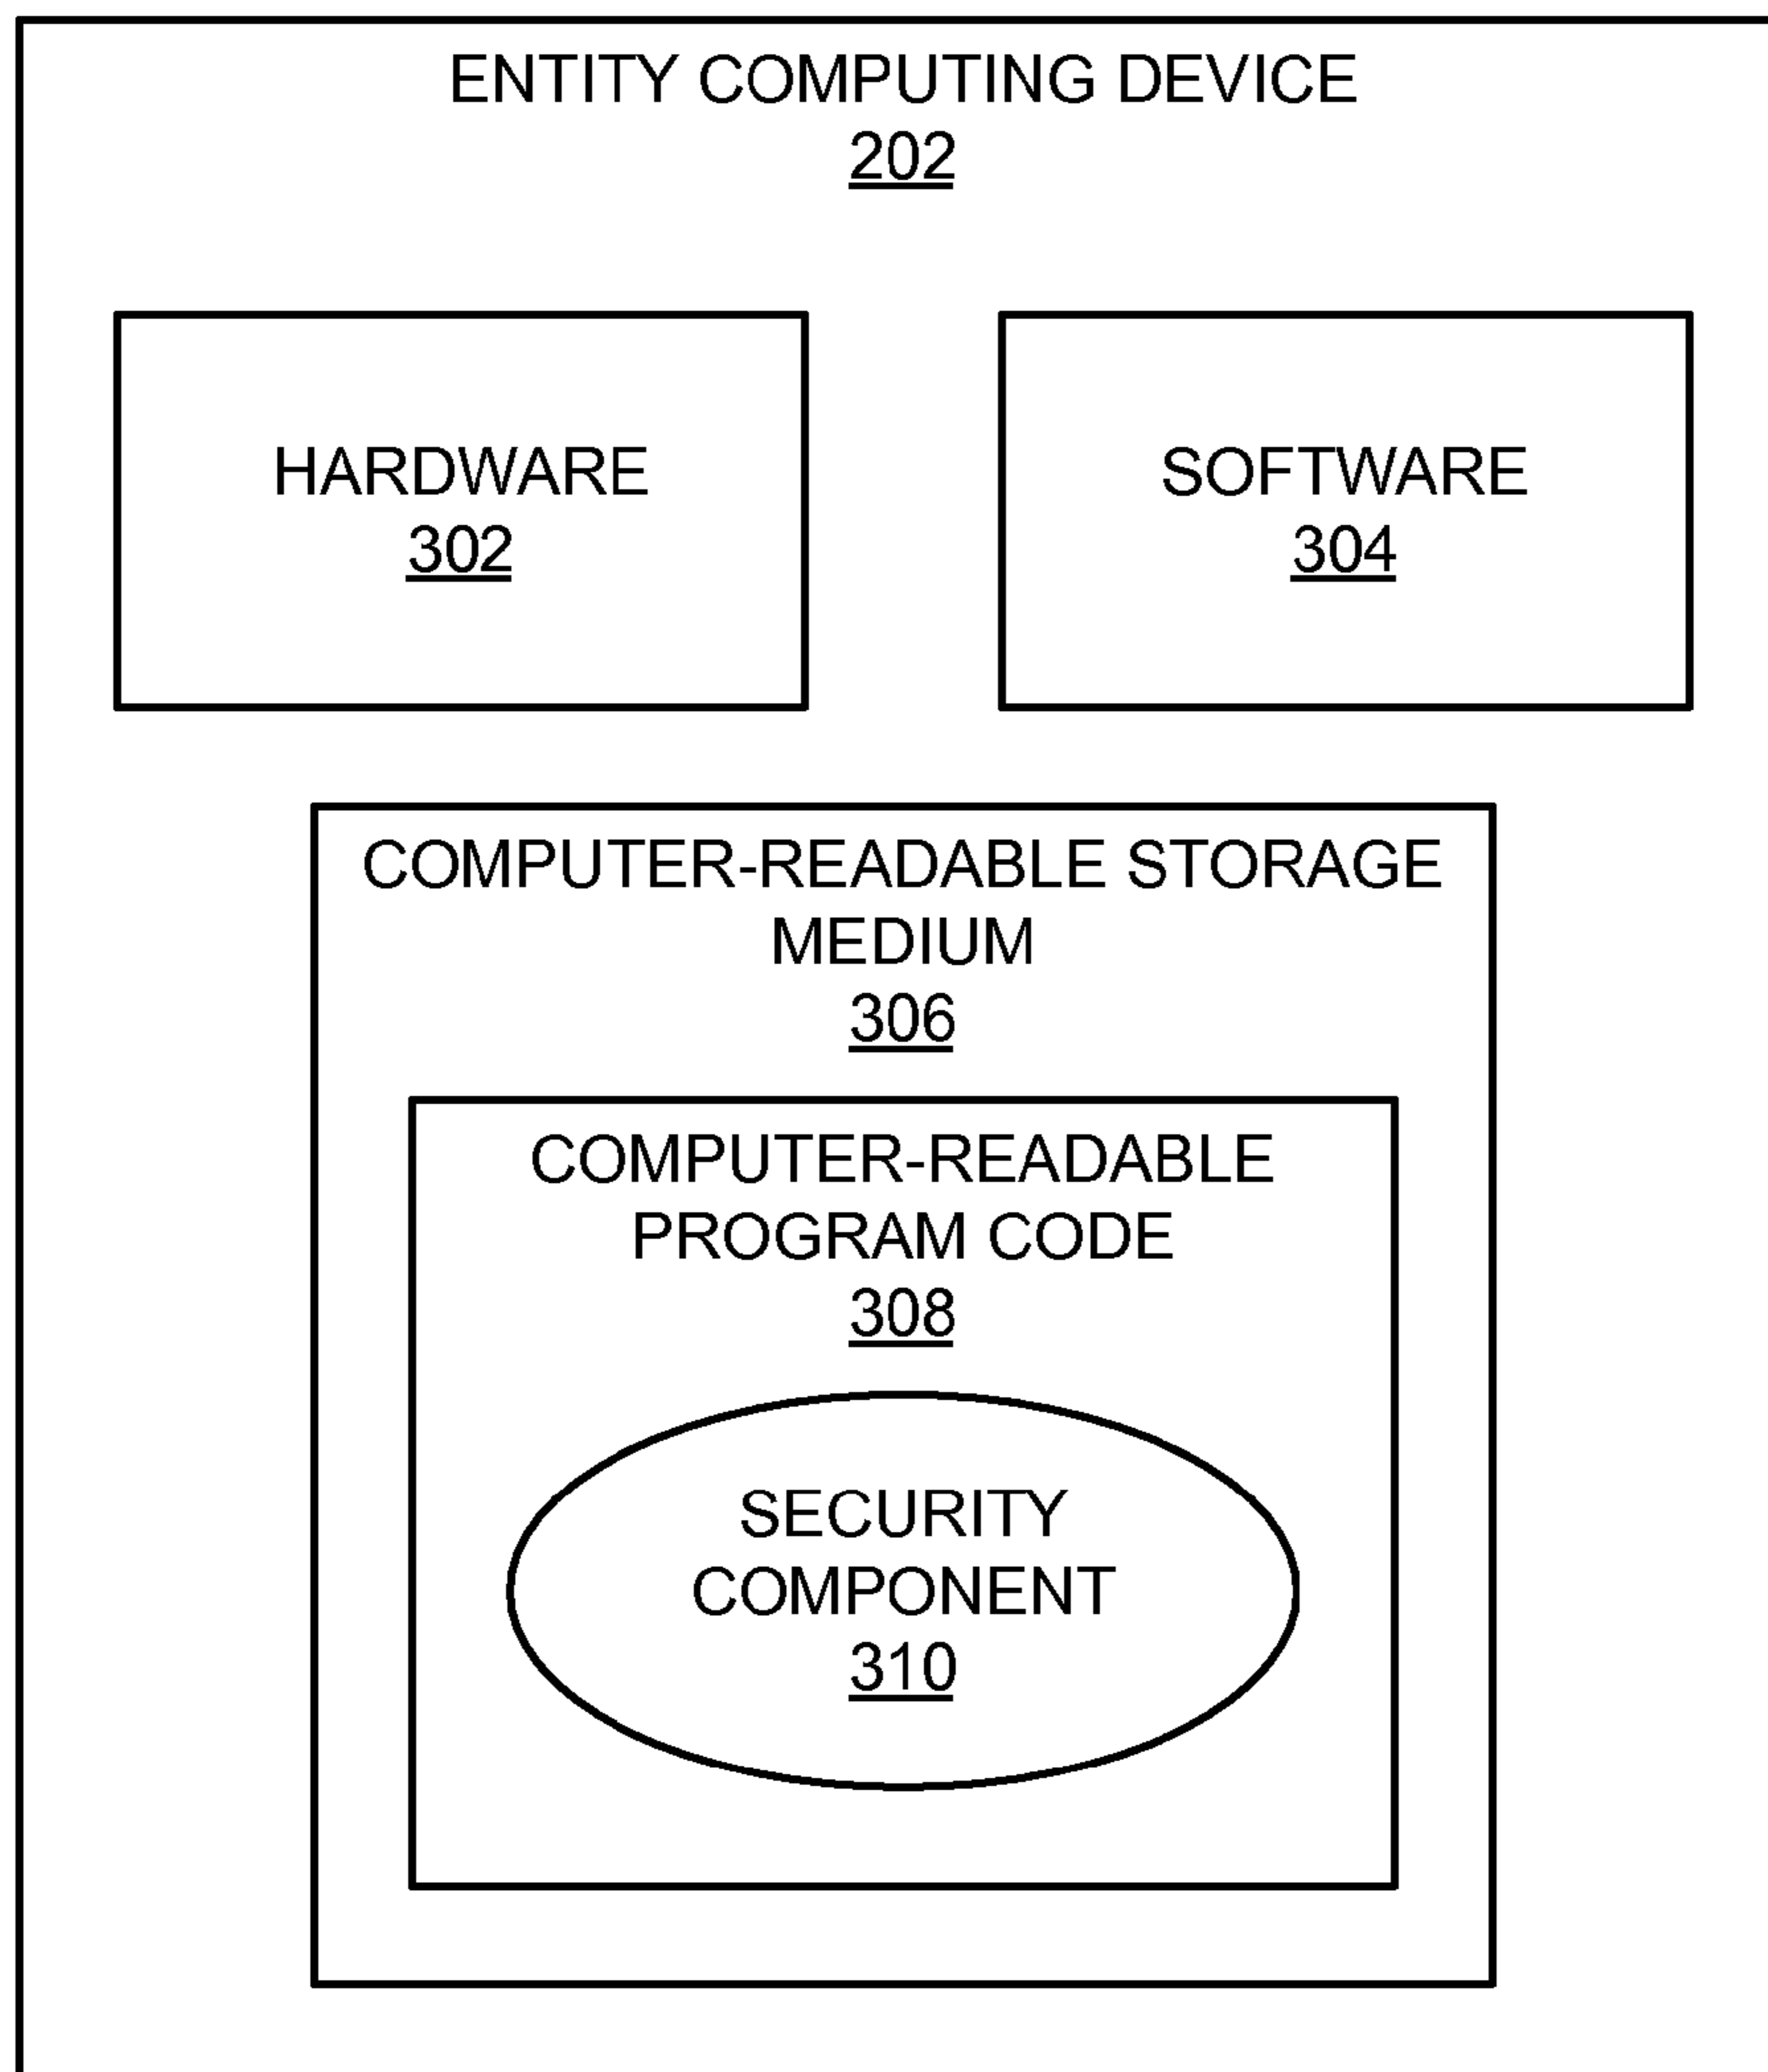 ENTITY COMPUTING DEVICE
202
HARDWARE
302
SOFTWARE
304
COMPUTER-READABLE STORAGE
MEDIUM
306
COMPUTER-READABLE
PROGRAM CODE
308
SECURITY
COMPONENT
310